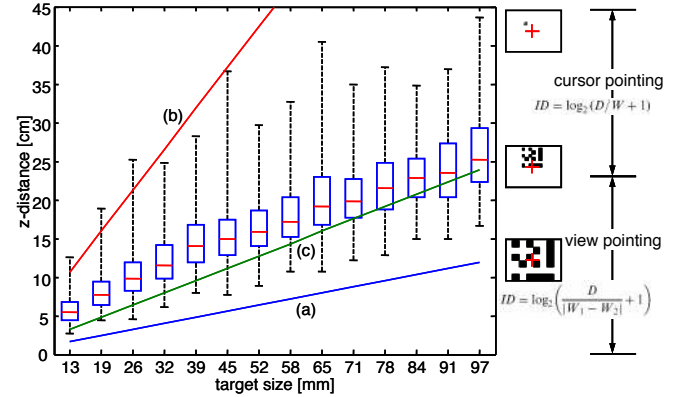 45
40
35
30
25
20
15
10
5
0
z-distance [cm]
(b)
(c)
(a)
13 19 26 32 39 45 52 58 65 71 78 84 91 97
target size [mm]
cursor pointing
ID = log₂(D/W + 1)
view pointing
ID = log₂(D/|W₁ − W₂| + 1)